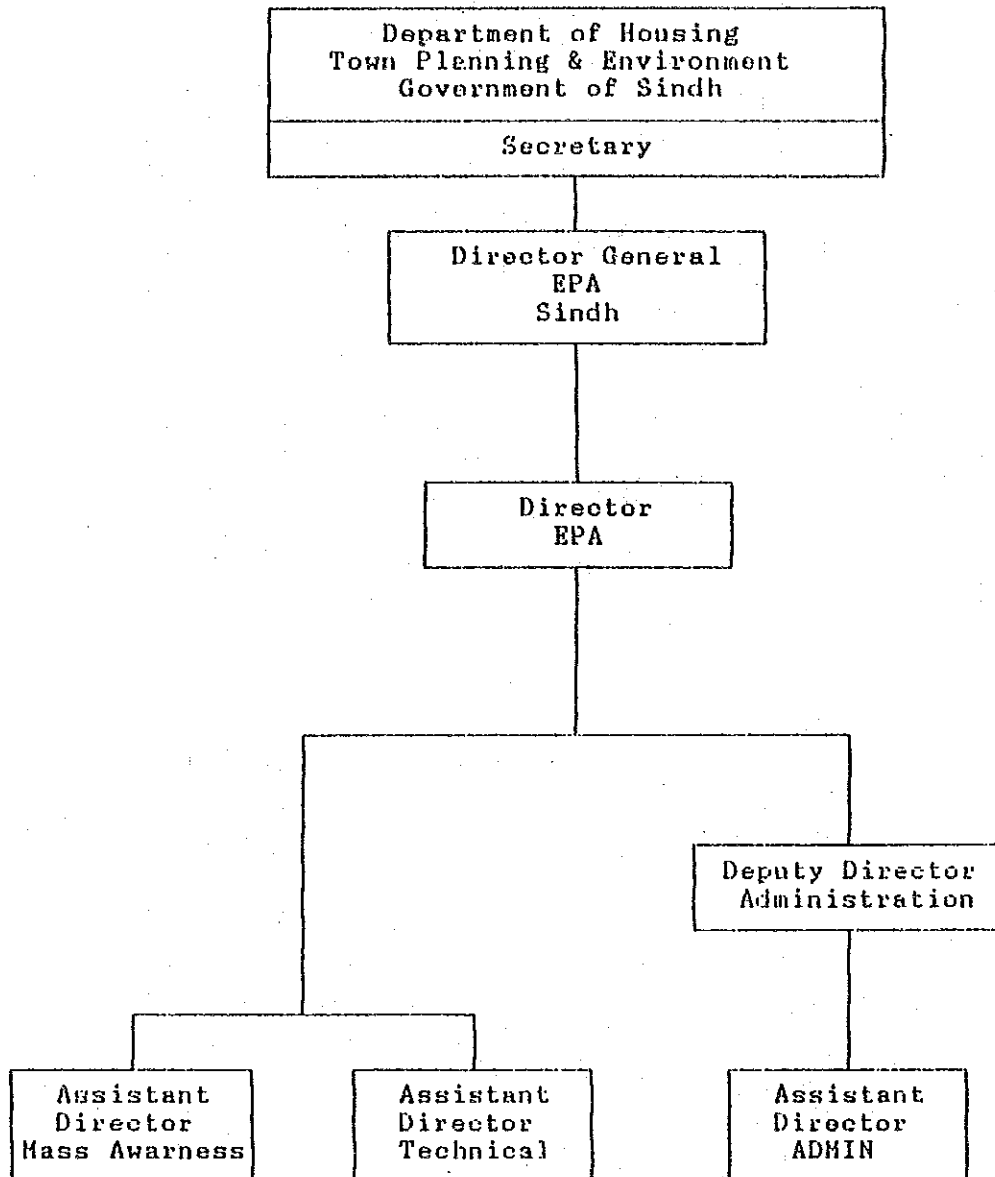 Department of Housing
Town Planning & Environment
Government of Sindh
Secretary
Director General
EPA
Sindh
Director
EPA
Deputy Director
Administration
Assistant
Director
Mass Awarness
Assistant
Director
Technical
Assistant
Director
ADMIN